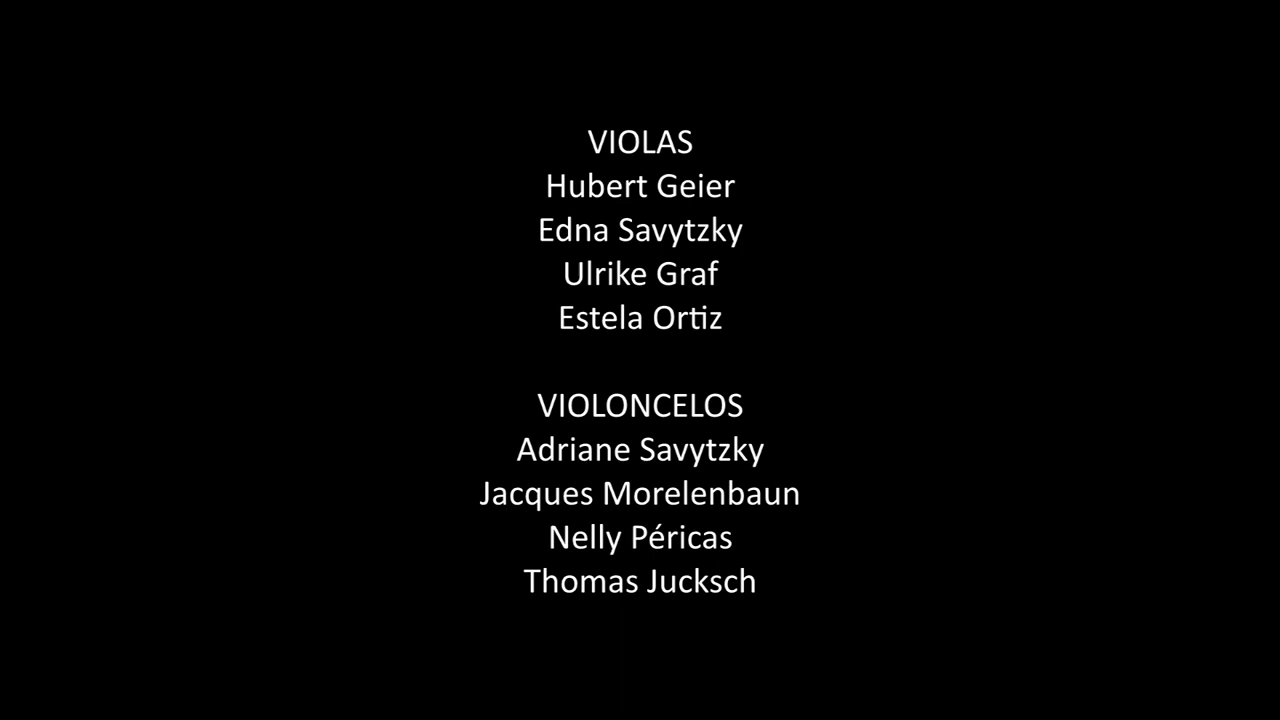 VIOLAS
Hubert Geier
Edna Savytzky
Ulrike Graf
Estela Ortiz
VIOLONCELOS
Adriane Savytzky
Jacques Morelenbaun
Nelly Péricas
Thomas Jucksch